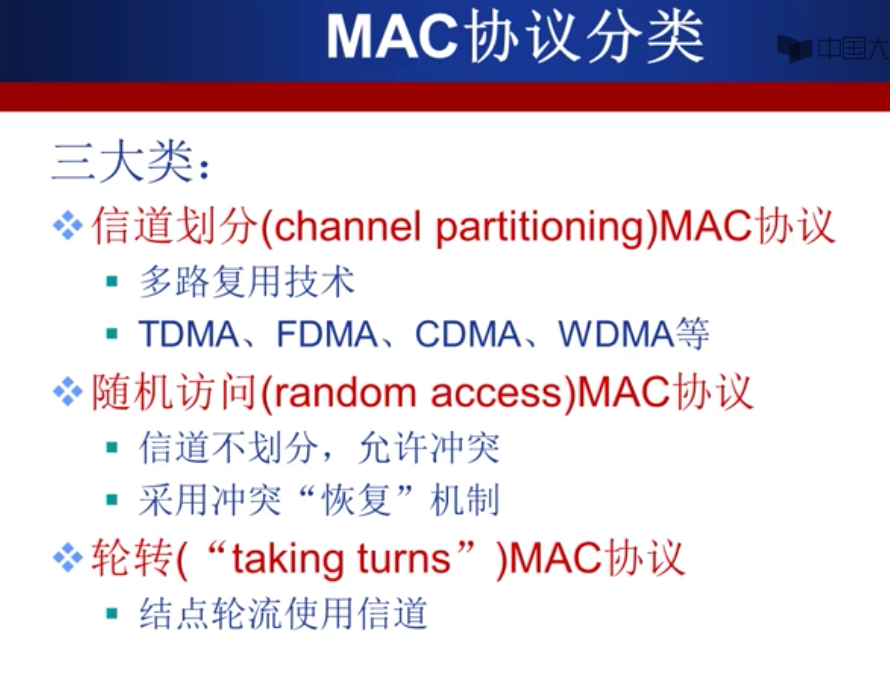 MAC协议分类
中国大
三大类：
信道划分(channel partitioning)MAC协议
多路复用技术
TDMA、FDMA、CDMA、WDMA等
随机访问(random access)MAC协议
信道不划分，允许冲突
采用冲突“恢复”机制
轮转(“taking turns”)MAC协议
结点轮流使用信道